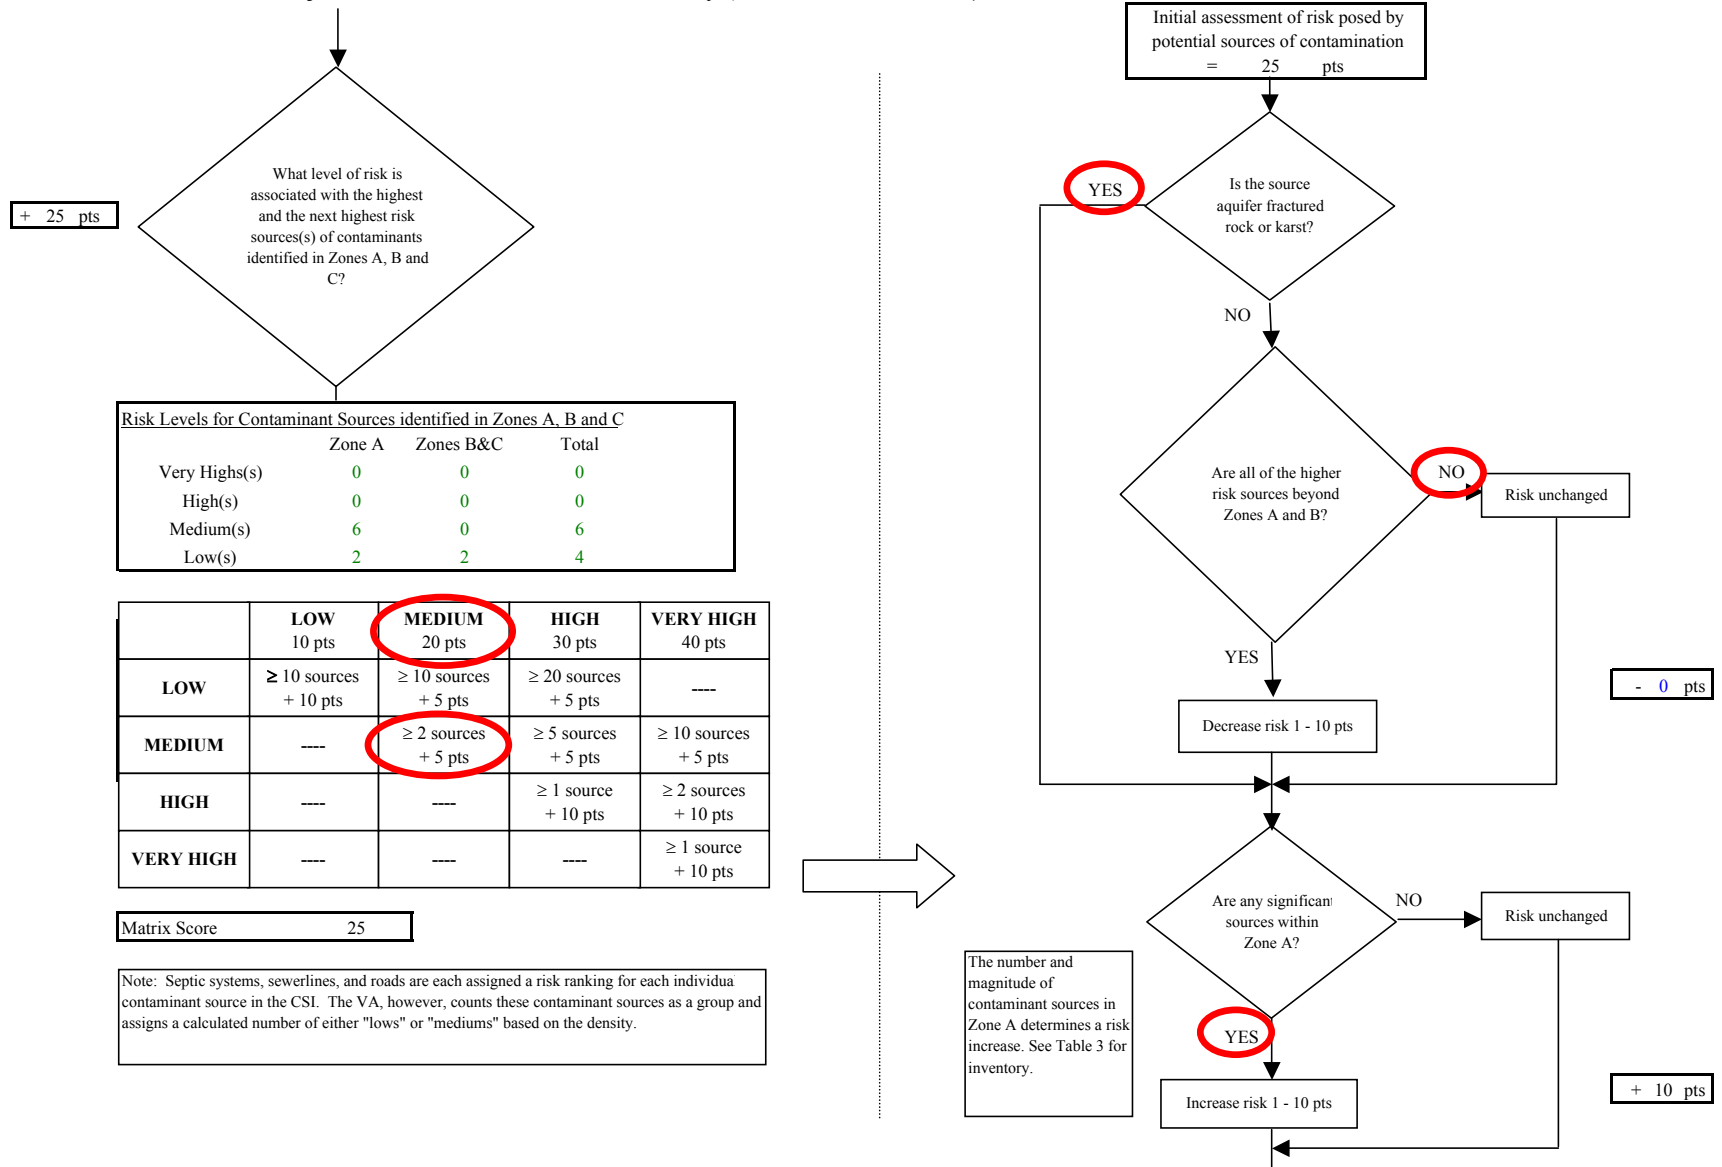 + 25 pts
What level of risk is
associated with the highest
and the next highest risk
sources(s) of contaminants
identified in Zones A, B and
C?
Risk Levels for Contaminant Sources identified in Zones A, B and C
Zone A Zones B&C Total
Very Highs(s) 0 0 0
High(s) 0 0 0
Medium(s) 6 0 6
Low(s) 2 2 4
LOW MEDIUM HIGH VERY HIGH
10 pts 20 pts 30 pts 40 pts
LOW ≥ 10 sources ≥ 10 sources ≥ 20 sources ----
+ 10 pts + 5 pts + 5 pts
MEDIUM ---- ≥ 2 sources ≥ 5 sources ≥ 10 sources
+ 5 pts + 5 pts + 5 pts
HIGH ---- ---- ≥ 1 source ≥ 2 sources
+ 10 pts + 10 pts
VERY HIGH ---- ---- ---- ≥ 1 source
+ 10 pts
Matrix Score 25
Note: Septic systems, sewerlines, and roads are each assigned a risk ranking for each individua
contaminant source in the CSI. The VA, however, counts these contaminant sources as a group and
assigns a calculated number of either "lows" or "mediums" based on the density.
Initial assessment of risk posed by
potential sources of contamination
= 25 pts
YES
Is the source
aquifer fractured
rock or karst?
NO
Are all of the higher
risk sources beyond
Zones A and B?
NO
Risk unchanged
YES
- 0 pts
Decrease risk 1 - 10 pts
Are any significant
sources within
Zone A?
NO
Risk unchanged
The number and
magnitude of
contaminant sources in
Zone A determines a risk
increase. See Table 3 for
inventory.
YES
+ 10 pts
Increase risk 1 - 10 pts